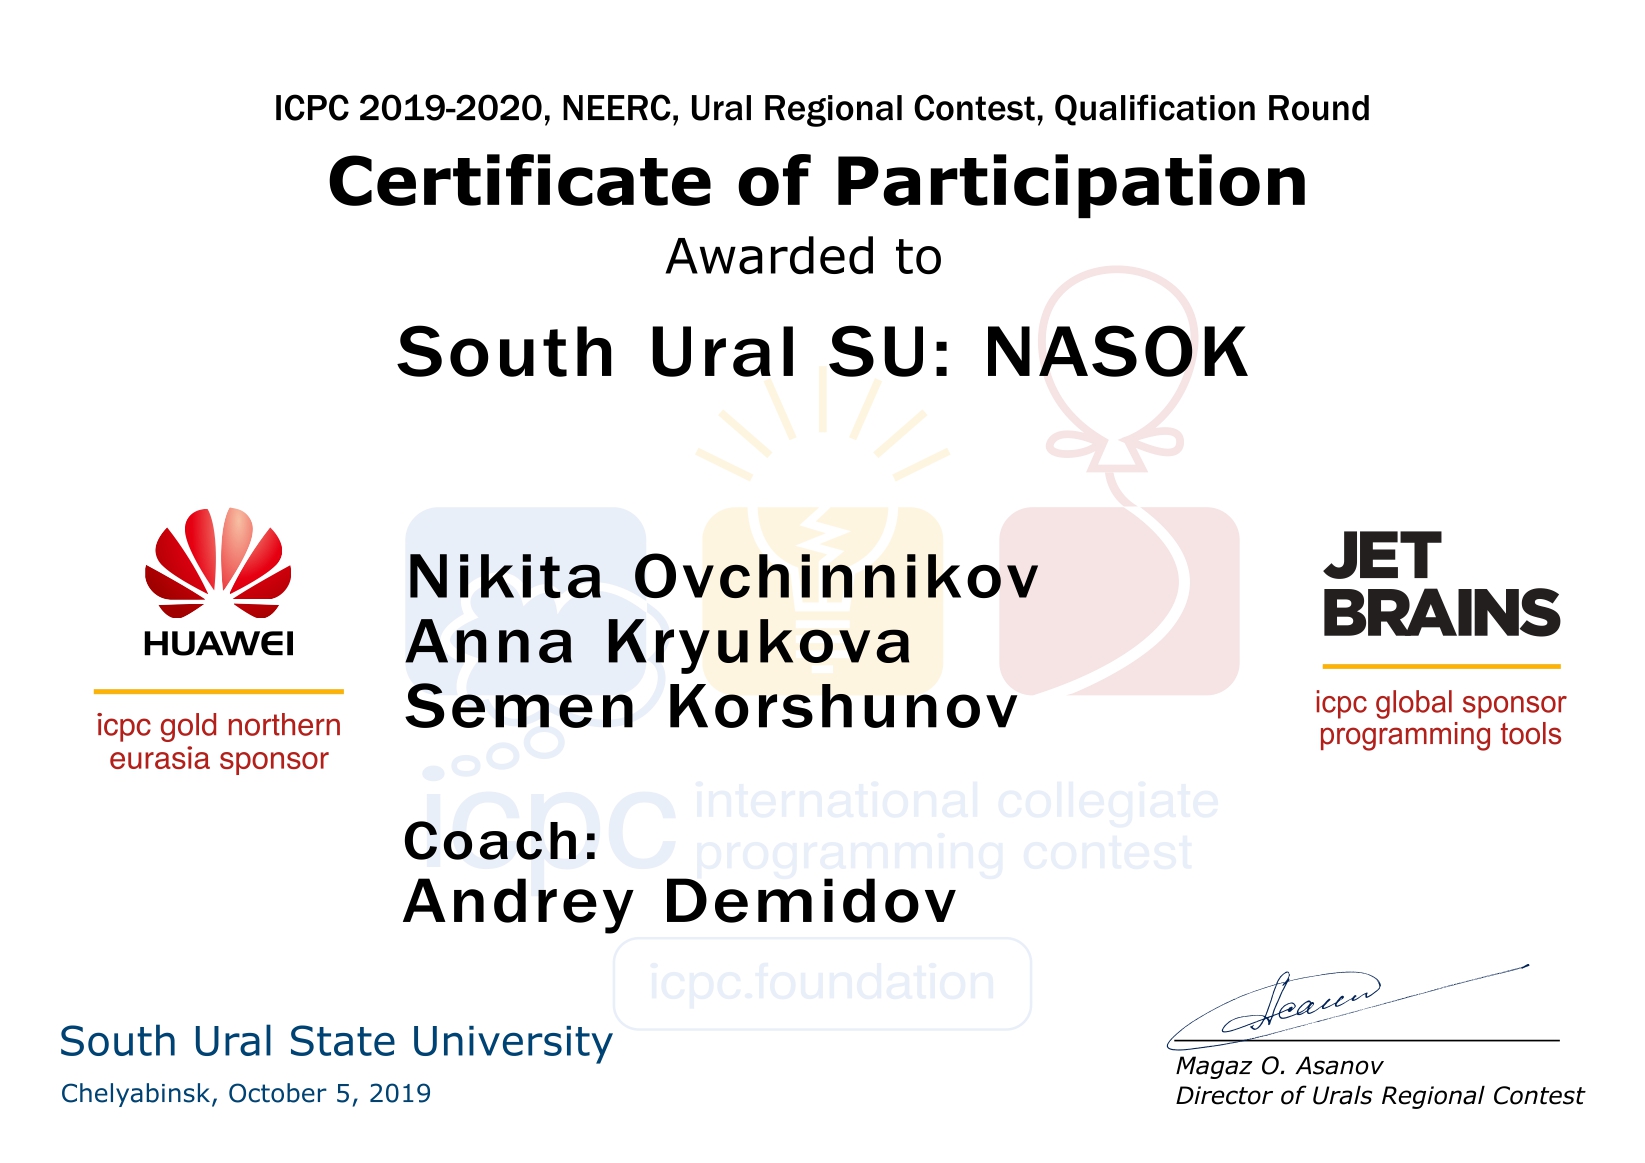 ICPC 2019-2020, NEERC, Ural Regional Contest, Qualification Round
Certificate of Participation
Awarded to
South Ural SU: NASOK
HUAWEI
icpc gold northern
eurasia sponsor
Nikita Ovchinnikov
Anna Kryukova
Semen Korshunov
JET
BRAINS
icpc global sponsor
programming tools
icpc international collegiate
programming contest
Coach:
Andrey Demidov
icpc.foundation
South Ural State University
Chelyabinsk, October 5, 2019
Magaz O. Asanov
Director of Urals Regional Contest